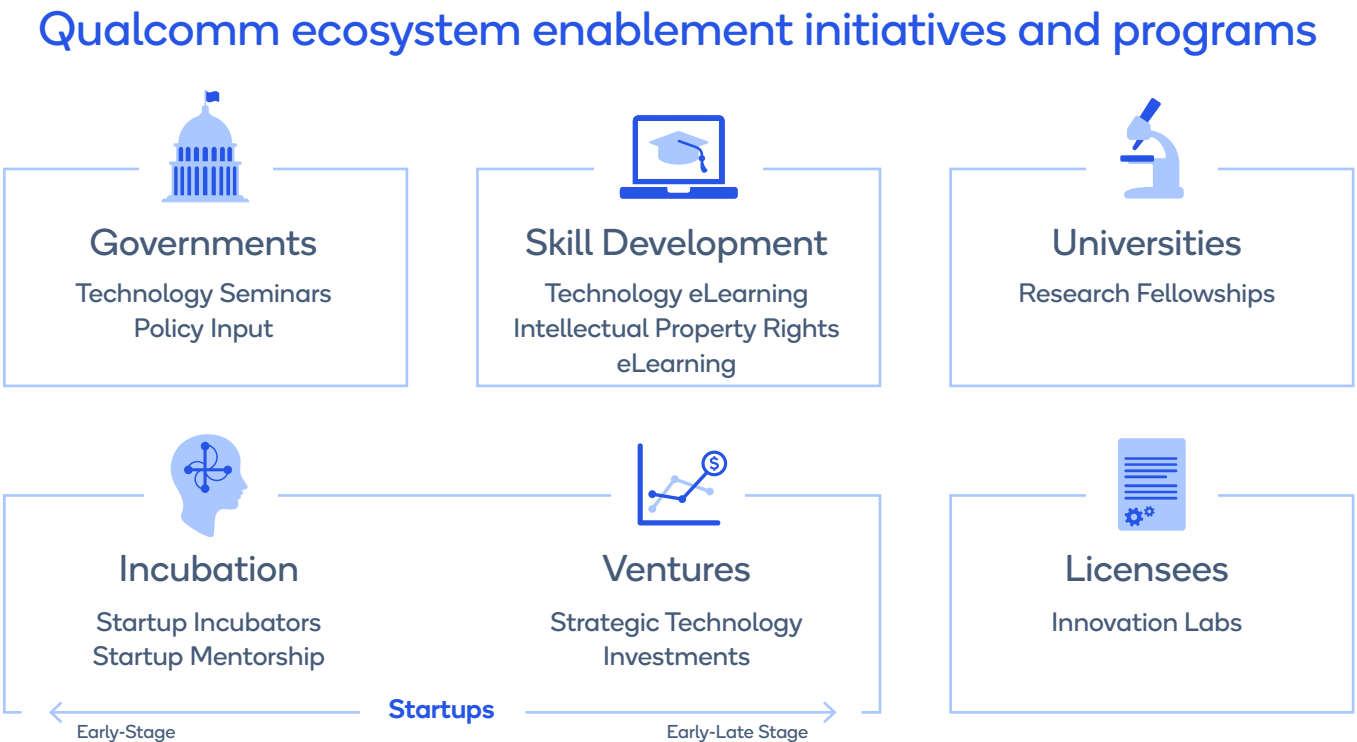 Qualcomm ecosystem enablement initiatives and programs
Governments
Technology Seminars
Policy Input
Skill Development
Technology eLearning
Intellectual Property Rights
eLearning
Universities
Research Fellowships
Incubation
Startup Incubators
Startup Mentorship
$
Ventures
Strategic Technology
Investments
Startups
Early-Stage
Early-Late Stage
Licensees
Innovation Labs